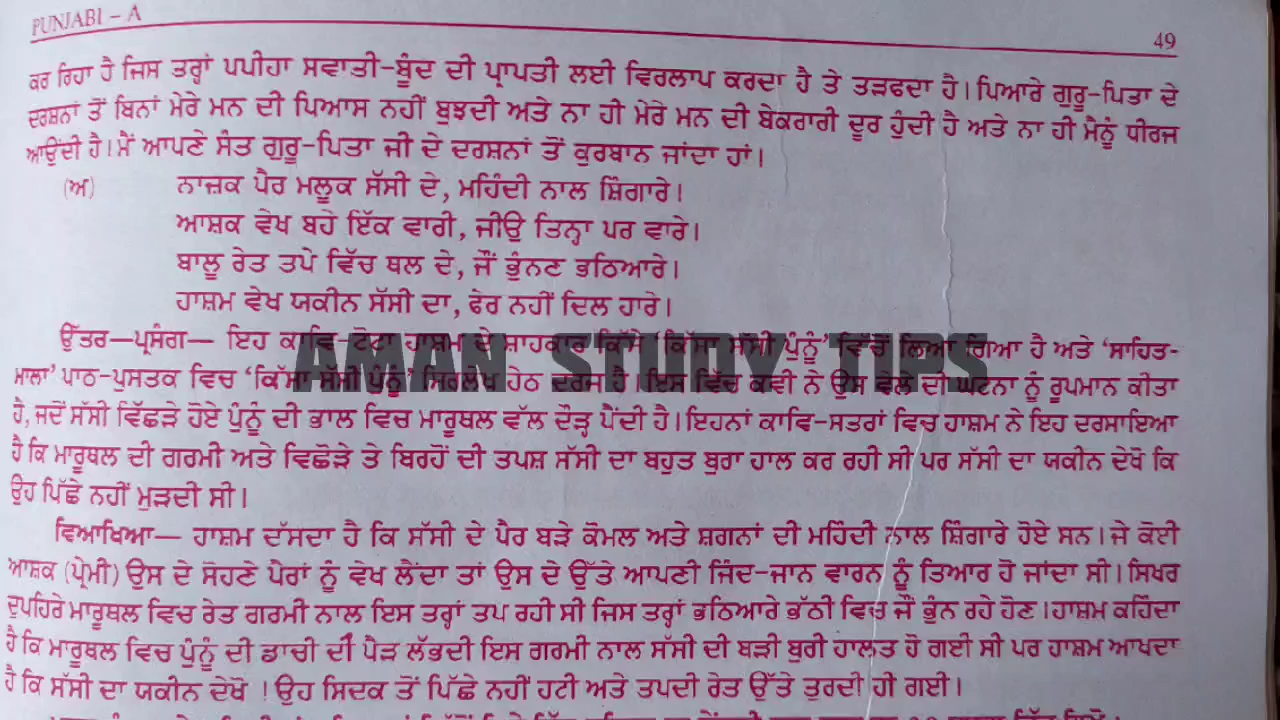 PUNJABI – A
49
ਕਰ ਰਿਹਾ ਹੈ ਜਿਸ ਤਰ੍ਹਾਂ ਪਪੀਹਾ ਸਵਾਤੀ-ਬੂੰਦ ਦੀ ਪ੍ਰਾਪਤੀ ਲਈ ਵਿਰਲਾਪ ਕਰਦਾ ਹੈ ਤੇ ਤੜਫਦਾ ਹੈ। ਪਿਆਰੇ ਗੁਰੂ-ਪਿਤਾ ਦੇ
ਦਰਸ਼ਨਾਂ ਤੋਂ ਬਿਨਾਂ ਮੇਰੇ ਮਨ ਦੀ ਪਿਆਸ ਨਹੀਂ ਬੁਝਦੀ ਅਤੇ ਨਾ ਹੀ ਮੇਰੇ ਮਨ ਦੀ ਬੇਕਰਾਰੀ ਦੂਰ ਹੁੰਦੀ ਹੈ ਅਤੇ ਨਾ ਹੀ ਮੈਨੂੰ ਧੀਰਜ
ਆਉਂਦੀ ਹੈ। ਮੈਂ ਆਪਣੇ ਸੰਤ ਗੁਰੂ-ਪਿਤਾ ਜੀ ਦੇ ਦਰਸ਼ਨਾਂ ਤੋਂ ਕੁਰਬਾਨ ਜਾਂਦਾ ਹਾਂ।
(ਅ) ਨਾਜ਼ਕ ਪੈਰ ਮਲੂਕ ਸੱਸੀ ਦੇ, ਮਹਿੰਦੀ ਨਾਲ ਸ਼ਿੰਗਾਰੇ।
ਆਸ਼ਕ ਵੇਖ ਬਹੇ ਇੱਕ ਵਾਰੀ, ਜੀਉ ਤਿਨ੍ਹਾ ਪਰ ਵਾਰੇ।
ਬਾਲੂ ਰੇਤ ਤਪੇ ਵਿੱਚ ਥਲ ਦੇ, ਜੌਂ ਭੁੰਨਣ ਭਠਿਆਰੇ।
ਹਾਸ਼ਮ ਵੇਖ ਯਕੀਨ ਸੱਸੀ ਦਾ, ਫੇਰ ਨਹੀਂ ਦਿਲ ਹਾਰੇ।
ਉੱਤਰ—ਪ੍ਰਸੰਗ— ਇਹ ਕਾਵਿ-ਟੋਟਾ ਹਾਸ਼ਮ ਦੇ ਸ਼ਾਹਕਾਰ ਕਿੱਸੇ 'ਕਿੱਸਾ ਸੱਸੀ ਪੁੰਨੂੰ' ਵਿੱਚੋਂ ਲਿਆ ਗਿਆ ਹੈ ਅਤੇ 'ਸਾਹਿਤ-
AMAN STUDY TIPS
ਮਾਲਾ' ਪਾਠ-ਪੁਸਤਕ ਵਿਚ 'ਕਿੱਸਾ ਸੱਸੀ ਪੁੰਨੂੰ' ਸਿਰਲੇਖ ਹੇਠ ਦਰਜ ਹੈ। ਇਸ ਵਿੱਚ ਕਵੀ ਨੇ ਉਸ ਵੇਲੇ ਦੀ ਘਟਨਾ ਨੂੰ ਰੂਪਮਾਨ ਕੀਤਾ
ਹੈ, ਜਦੋਂ ਸੱਸੀ ਵਿੱਛੜੇ ਹੋਏ ਪੁੰਨੂੰ ਦੀ ਭਾਲ ਵਿਚ ਮਾਰੂਥਲ ਵੱਲ ਦੌੜ੍ਹ ਪੈਂਦੀ ਹੈ। ਇਹਨਾਂ ਕਾਵਿ-ਸਤਰਾਂ ਵਿਚ ਹਾਸ਼ਮ ਨੇ ਇਹ ਦਰਸਾਇਆ
ਹੈ ਕਿ ਮਾਰੂਥਲ ਦੀ ਗਰਮੀ ਅਤੇ ਵਿਛੋੜੇ ਤੇ ਬਿਰਹੋਂ ਦੀ ਤਪਸ਼ ਸੱਸੀ ਦਾ ਬਹੁਤ ਬੁਰਾ ਹਾਲ ਕਰ ਰਹੀ ਸੀ ਪਰ ਸੱਸੀ ਦਾ ਯਕੀਨ ਦੇਖੋ ਕਿ
ਉਹ ਪਿੱਛੇ ਨਹੀਂ ਮੁੜਦੀ ਸੀ।
ਵਿਆਖਿਆ— ਹਾਸ਼ਮ ਦੱਸਦਾ ਹੈ ਕਿ ਸੱਸੀ ਦੇ ਪੈਰ ਬੜੇ ਕੋਮਲ ਅਤੇ ਸ਼ਗਨਾਂ ਦੀ ਮਹਿੰਦੀ ਨਾਲ ਸ਼ਿੰਗਾਰੇ ਹੋਏ ਸਨ। ਜੇ ਕੋਈ
ਆਸ਼ਕ (ਪ੍ਰੇਮੀ) ਉਸ ਦੇ ਸੋਹਣੇ ਪੈਰਾਂ ਨੂੰ ਵੇਖ ਲੈਂਦਾ ਤਾਂ ਉਸ ਦੇ ਉੱਤੇ ਆਪਣੀ ਜਿੰਦ-ਜਾਨ ਵਾਰਨ ਨੂੰ ਤਿਆਰ ਹੋ ਜਾਂਦਾ ਸੀ। ਸਿਖਰ
ਦੁਪਹਿਰੇ ਮਾਰੂਥਲ ਵਿਚ ਰੇਤ ਗਰਮੀ ਨਾਲ ਇਸ ਤਰ੍ਹਾਂ ਤਪ ਰਹੀ ਸੀ ਜਿਸ ਤਰ੍ਹਾਂ ਭਠਿਆਰੇ ਭੱਠੀ ਵਿਚ ਜੌਂ ਭੁੰਨ ਰਹੇ ਹੋਣ। ਹਾਸ਼ਮ ਕਹਿੰਦਾ
ਹੈ ਕਿ ਮਾਰੂਥਲ ਵਿਚ ਪੁੰਨੂੰ ਦੀ ਡਾਚੀ ਦੀ ਪੈੜ ਲੱਭਦੀ ਇਸ ਗਰਮੀ ਨਾਲ ਸੱਸੀ ਦੀ ਬੜੀ ਬੁਰੀ ਹਾਲਤ ਹੋ ਗਈ ਸੀ ਪਰ ਹਾਸ਼ਮ ਆਖਦਾ
ਹੈ ਕਿ ਸੱਸੀ ਦਾ ਯਕੀਨ ਦੇਖੋ ! ਉਹ ਸਿਦਕ ਤੋਂ ਪਿੱਛੇ ਨਹੀਂ ਹਟੀ ਅਤੇ ਤਪਦੀ ਰੇਤ ਉੱਤੇ ਤੁਰਦੀ ਹੀ ਗਈ।